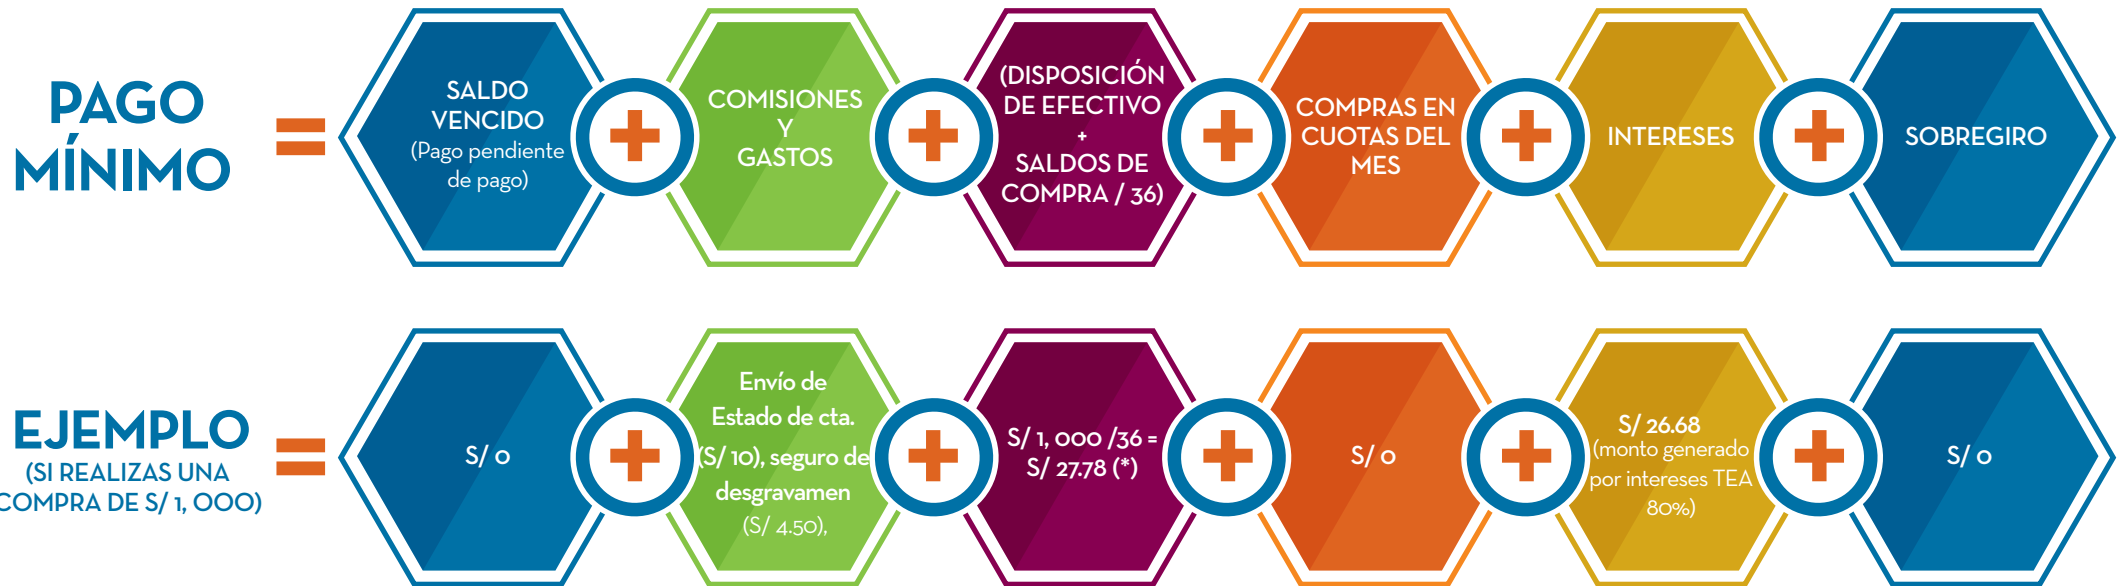 PAGO
MÍNIMO
=
SALDO
VENCIDO
(Pago pendiente
de pago)
+
COMISIONES
Y
GASTOS
+
(DISPOSICIÓN
DE EFECTIVO
+
SALDOS DE
COMPRA / 36)
+
COMPRAS EN
CUOTAS DEL
MES
+
INTERESES
+
SOBREGIRO
EJEMPLO
(SI REALIZAS UNA
COMPRA DE S/ 1, 000)
=
S/ 0
+
Envío de
Estado de cta.
(S/ 10), seguro de
desgravamen
(S/ 4.50),
+
S/ 1, 000 /36 =
S/ 27.78 (*)
+
S/ 0
+
S/ 26.68
(monto generado
por intereses TEA
80%)
+
S/ 0